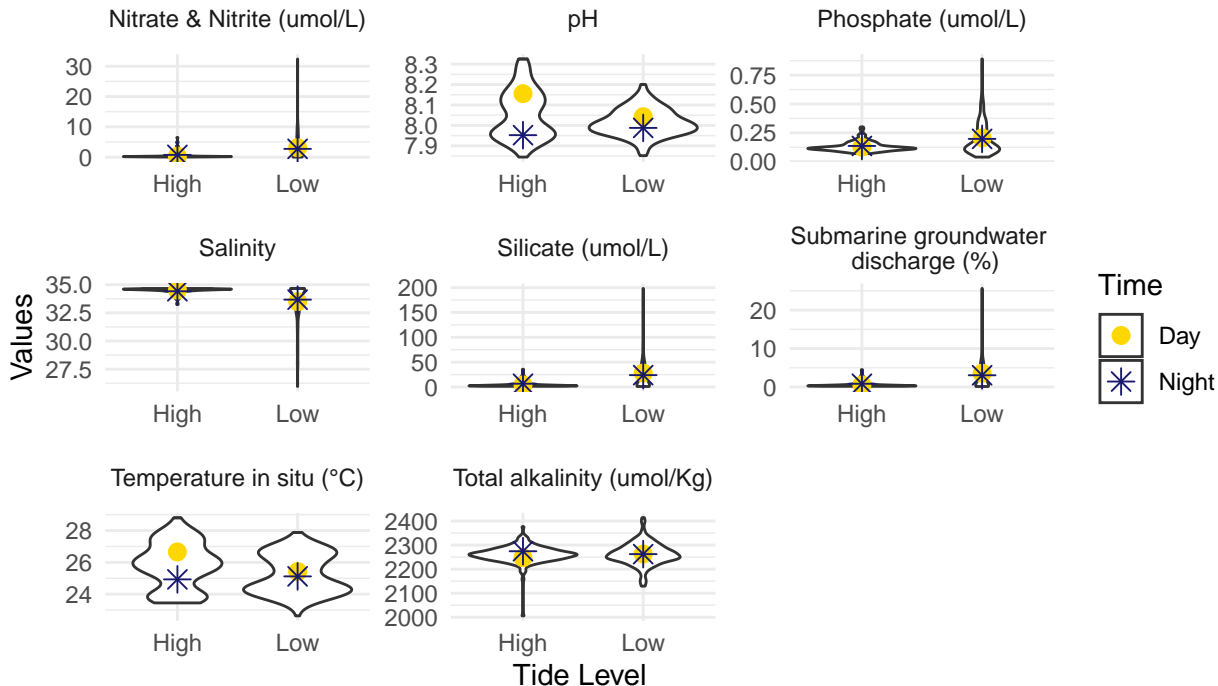 Nitrate & Nitrite (umol/L)
pH
Phosphate (umol/L)
30
20
10
0
8.3
8.2
8.1
8.0
7.9
0.75
0.50
0.25
0.00
High
Low
High
Low
High
Low
Salinity
Silicate (umol/L)
Submarine groundwater
discharge (%)
35.0
32.5
30.0
27.5
200
150
100
50
0
20
10
0
High
Low
High
Low
High
Low
Values
Time
Day
Night
Temperature in situ (°C)
Total alkalinity (umol/Kg)
28
26
24
2400
2300
2200
2100
2000
High
Low
High
Low
Tide Level